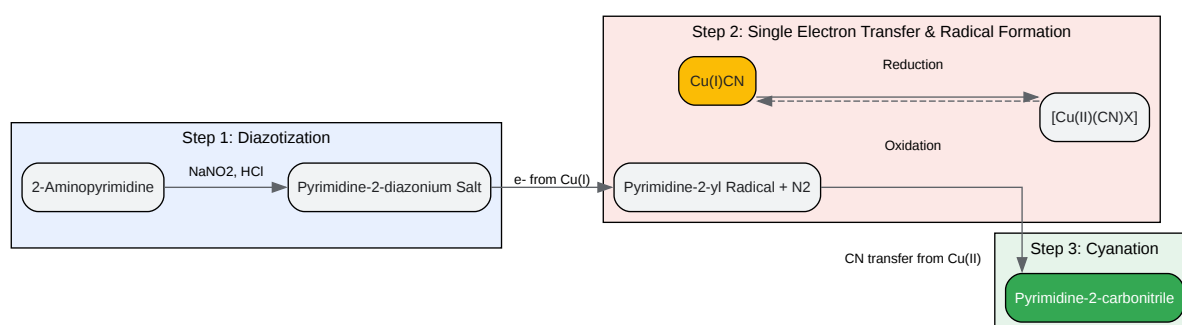 Step 2: Single Electron Transfer & Radical Formation
Reduction
Cu(I)CN
[Cu(II)(CN)X]
Oxidation
Step 1: Diazotization
NaNO2, HCl
2-Aminopyrimidine
Pyrimidine-2-diazonium Salt
e- from Cu(I)
Pyrimidine-2-yl Radical + N2
Step 3: Cyanation
CN transfer from Cu(II)
Pyrimidine-2-carbonitrile